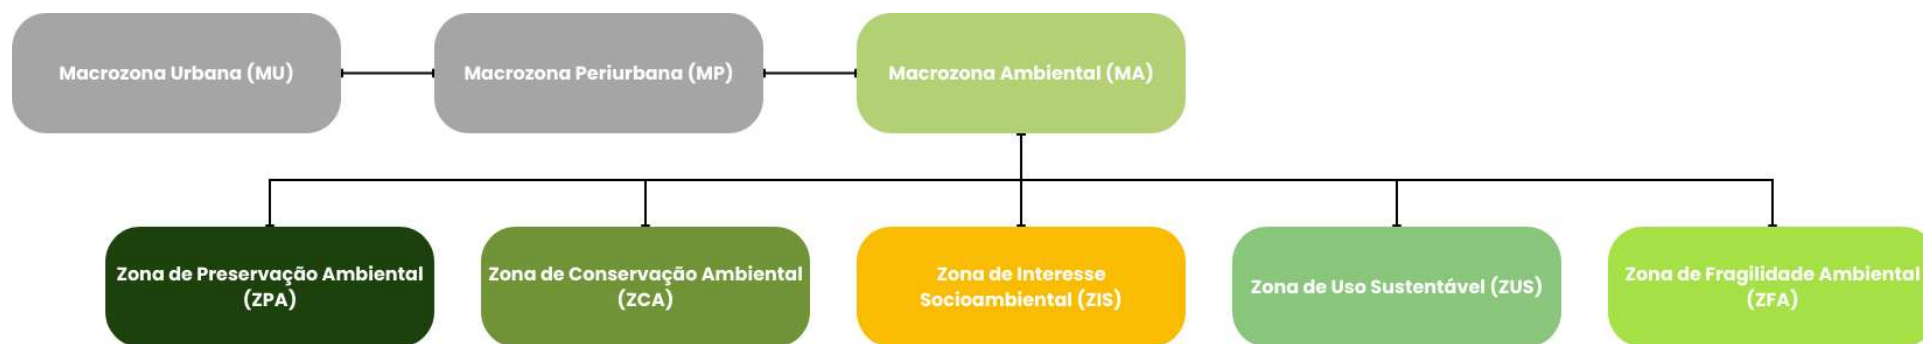 Macrozona Urbana (MU)
Macrozona Periurbana (MP)
Macrozona Ambiental (MA)
Zona de Preservação Ambiental
(ZPA)
Zona de Conservação Ambiental
(ZCA)
Zona de Interesse
Socioambiental (ZIS)
Zona de Uso Sustentável (ZUS)
Zona de Fragilidade Ambiental
(ZFA)